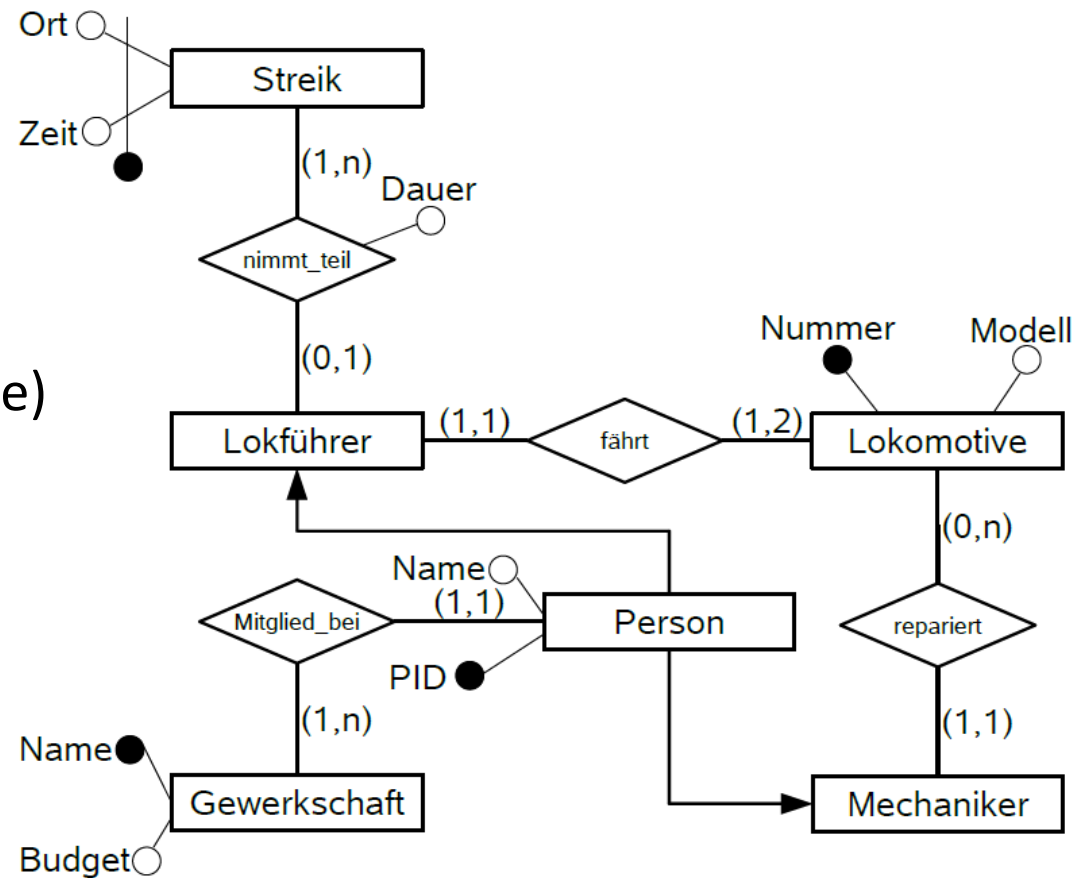 Ort
Streik
Zeit
(1,n)
Dauer
nimmt_teil
(0,1)
Nummer
Modell
e)
Lokführer
(1,1)
fährt
(1,2)
Lokomotive
(0,n)
Name
(1,1)
Mitglied_bei
Person
repariert
PID
(1,n)
(1,1)
Name
Gewerkschaft
Mechaniker
Budget